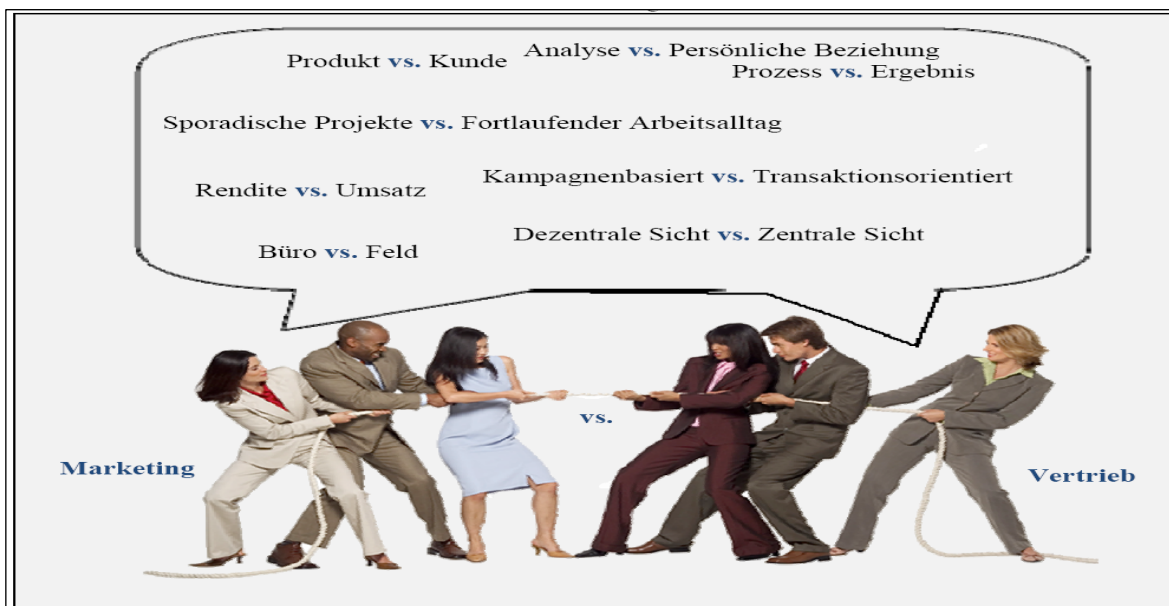 Produkt vs. Kunde
Analyse vs. Persönliche Beziehung
Prozess vs. Ergebnis
Sporadische Projekte vs. Fortlaufender Arbeitsalltag
Rendite vs. Umsatz
Kampagnenbasiert vs. Transaktionsorientiert
Büro vs. Feld
Dezentrale Sicht vs. Zentrale Sicht
vs.
Marketing
Vertrieb